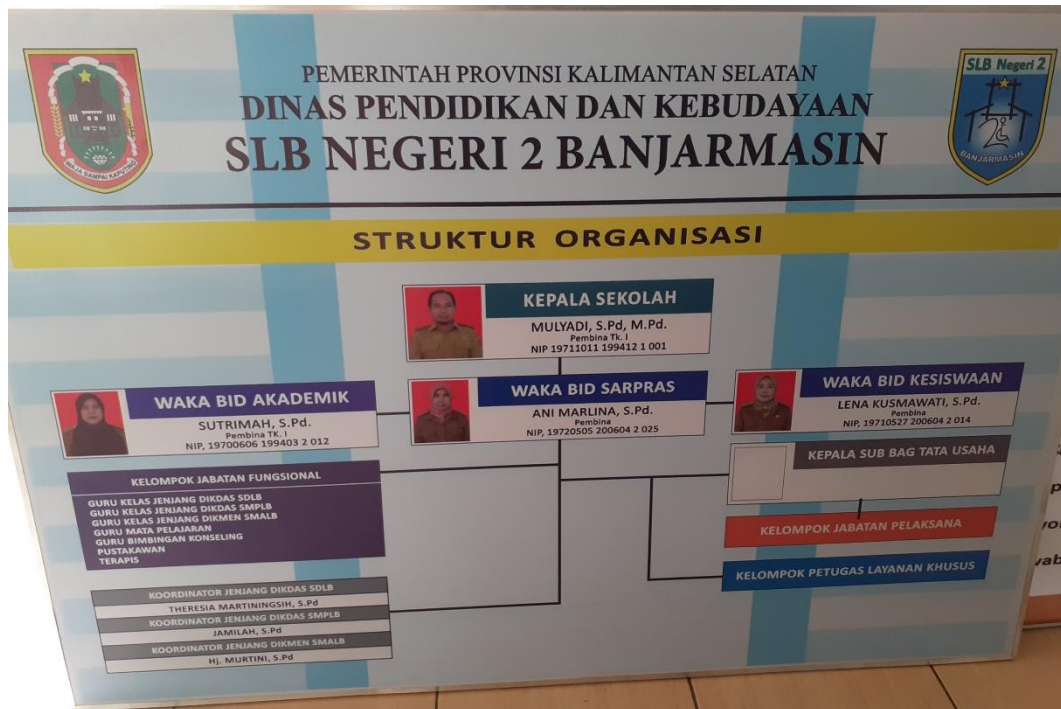 PEMERINTAH PROVINSI KALIMANTAN SELATAN
DINAS PENDIDIKAN DAN KEBUDAYAAN
SLB NEGERI 2 BANJARMASIN
WAJA SAMPAI KAPUTING
SLB Negeri 2
BANJARMASIN
STRUKTUR ORGANISASI
KEPALA SEKOLAH
MULYADI, S.Pd, M.Pd.
Pembina Tk. I
NIP 19711011 199412 1 001
WAKA BID AKADEMIK
SUTRIMAH, S.Pd.
Pembina TK. I
NIP, 19700606 199403 2 012
WAKA BID SARPRAS
ANI MARLINA, S.Pd.
Pembina
NIP, 19720505 200604 2 025
WAKA BID KESISWAAN
LENA KUSMAWATI, S.Pd.
Pembina
NIP, 19710527 200604 2 014
KELOMPOK JABATAN FUNGSIONAL
GURU KELAS JENJANG DIKDAS SDLB
GURU KELAS JENJANG DIKDAS SMPLB
GURU KELAS JENJANG DIKMEN SMALB
GURU MATA PELAJARAN
GURU BIMBINGAN KONSELING
PUSTAKAWAN
TERAPIS
KEPALA SUB BAG TATA USAHA
KELOMPOK JABATAN PELAKSANA
KELOMPOK PETUGAS LAYANAN KHUSUS
KOORDINATOR JENJANG DIKDAS SDLB
THERESIA MARTININGSIH, S.Pd
KOORDINATOR JENJANG DIKDAS SMPLB
JAMILAH, S.Pd
KOORDINATOR JENJANG DIKMEN SMALB
Hj. MURTINI, S.Pd